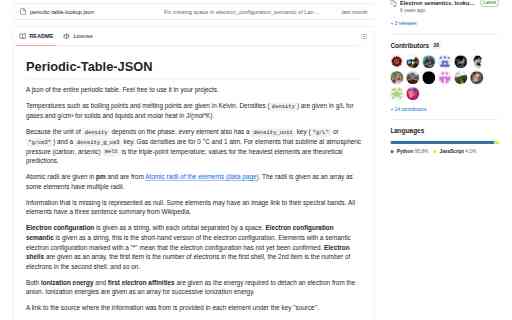 periodic-table-lookup.json
Fix missing space in electron_configuration_semantic of Lan...
last month
README
License
Periodic-Table-JSON
A json of the entire periodic table. Feel free to use it in your projects.
Temperatures such as boiling points and melting points are given in Kelvin. Densities ( density ) are given in g/l for
gases and g/cm³ for solids and liquids and molar heat in J/(mol*K).
Because the unit of density depends on the phase, every element also has a density_unit key ( "g/L" or
"g/cm3" ) and a density_g_cm3 key. Gas densities are for 0 °C and 1 atm. For elements that sublime at atmospheric
pressure (carbon, arsenic) melt is the triple-point temperature; values for the heaviest elements are theoretical
predictions.
Atomic radii are given in pm and are from Atomic radii of the elements (data page). The radii is given as an array as
some elements have multiple radii.
Information that is missing is represented as null. Some elements may have an image link to their spectral bands. All
elements have a three sentence summary from Wikipedia.
Electron configuration is given as a string, with each orbital separated by a space. Electron configuration
semantic is given as a string, this is the short-hand version of the electron configuration. Elements with a semantic
electron configuration marked with a "*" mean that the electron configuration has not yet been confirmed. Electron
shells are given as an array, the first item is the number of electrons in the first shell, the 2nd item is the number of
electrons in the second shell, and so on.
Both Ionization energy and first electron affinities are given as the energy required to detach an electron from the
anion. Ionization energies are given as an array for successive ionization energy.
A link to the source where the information was from is provided in each element under the key "source".
Electron semantic, looku...
Latest
+ 2 releases
Contributors
+ 14 contributors
Languages
Python
JavaScript